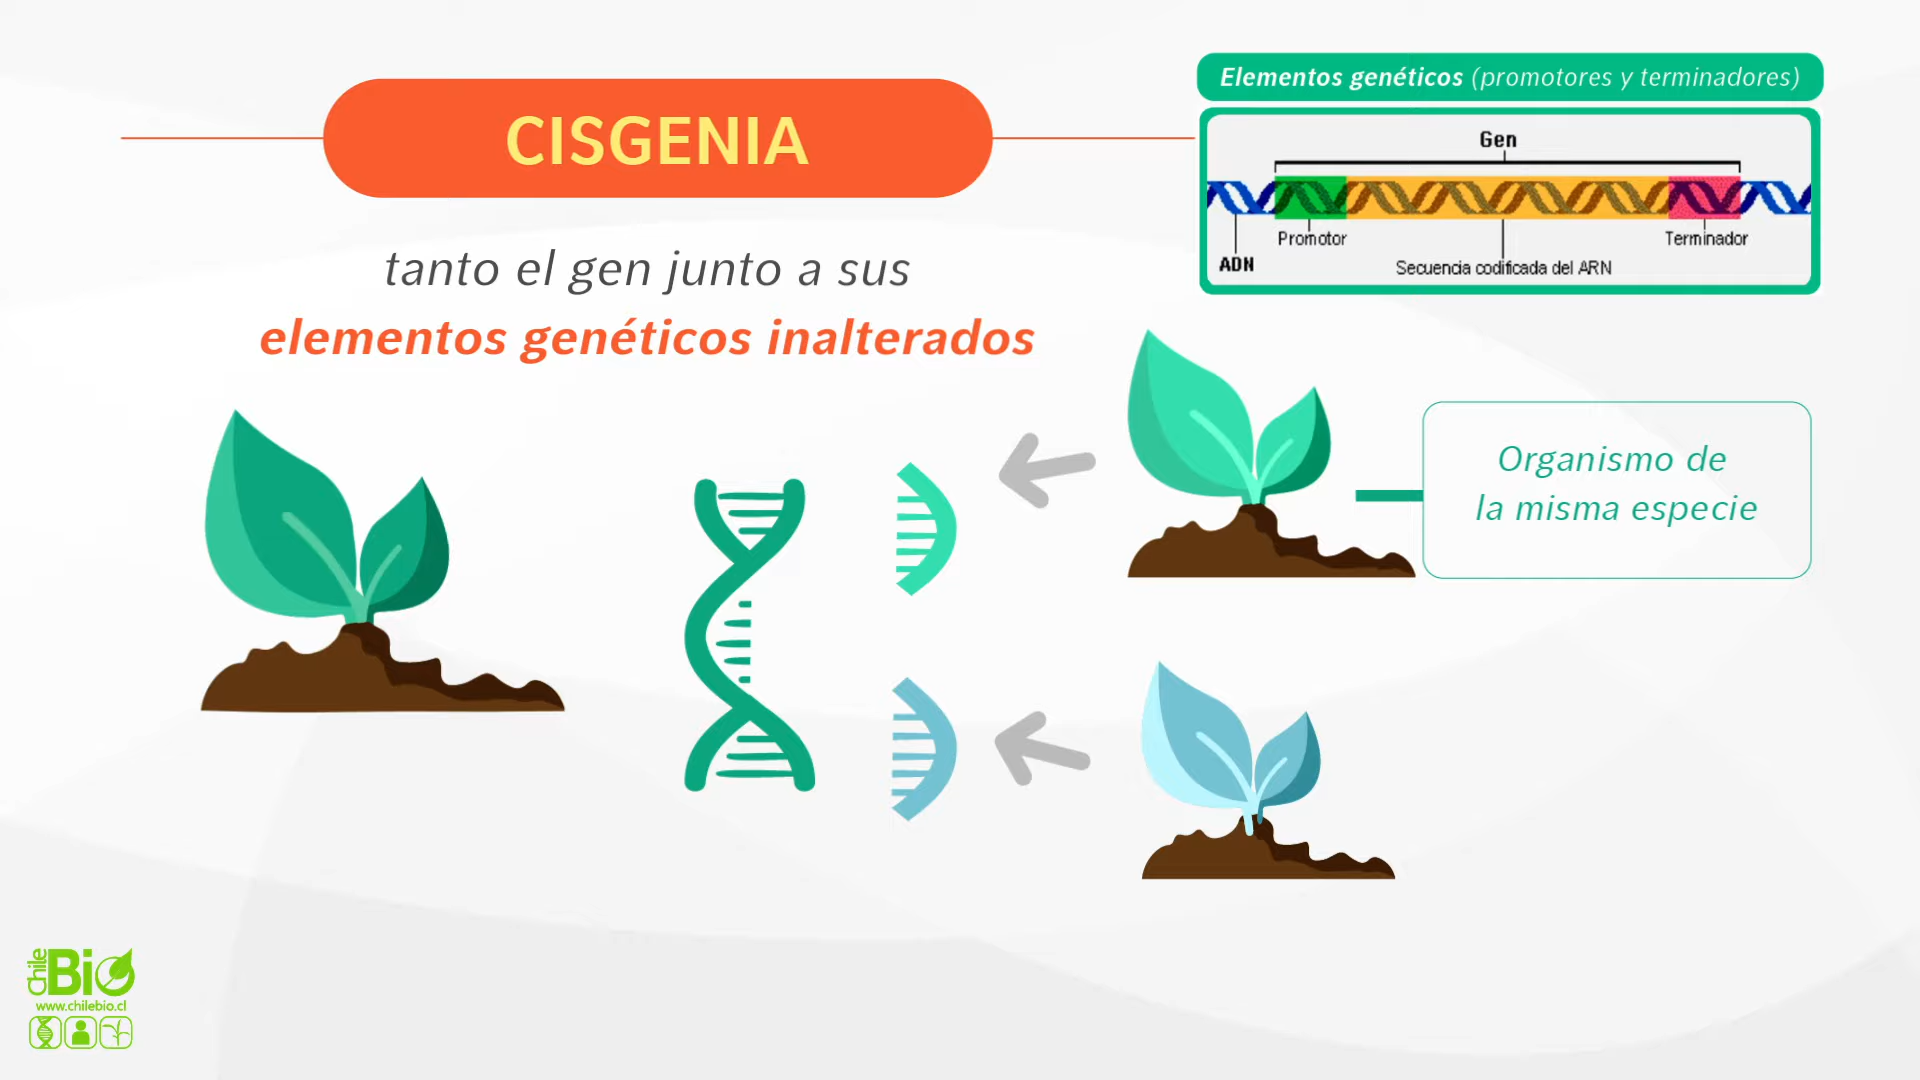 CISGENIA
tanto el gen junto a sus
elementos genéticos inalterados
Elementos genéticos (promotores y terminadores)
Gen
Promotor
Terminador
ADN
Secuencia codificada del ARN
Organismo de
la misma especie
Chile
Bio
www.chilebio.cl